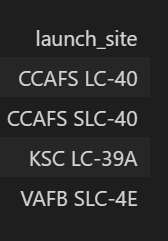 launch_site
CCAFS LC-40
CCAFS SLC-40
KSC LC-39A
VAFB SLC-4E